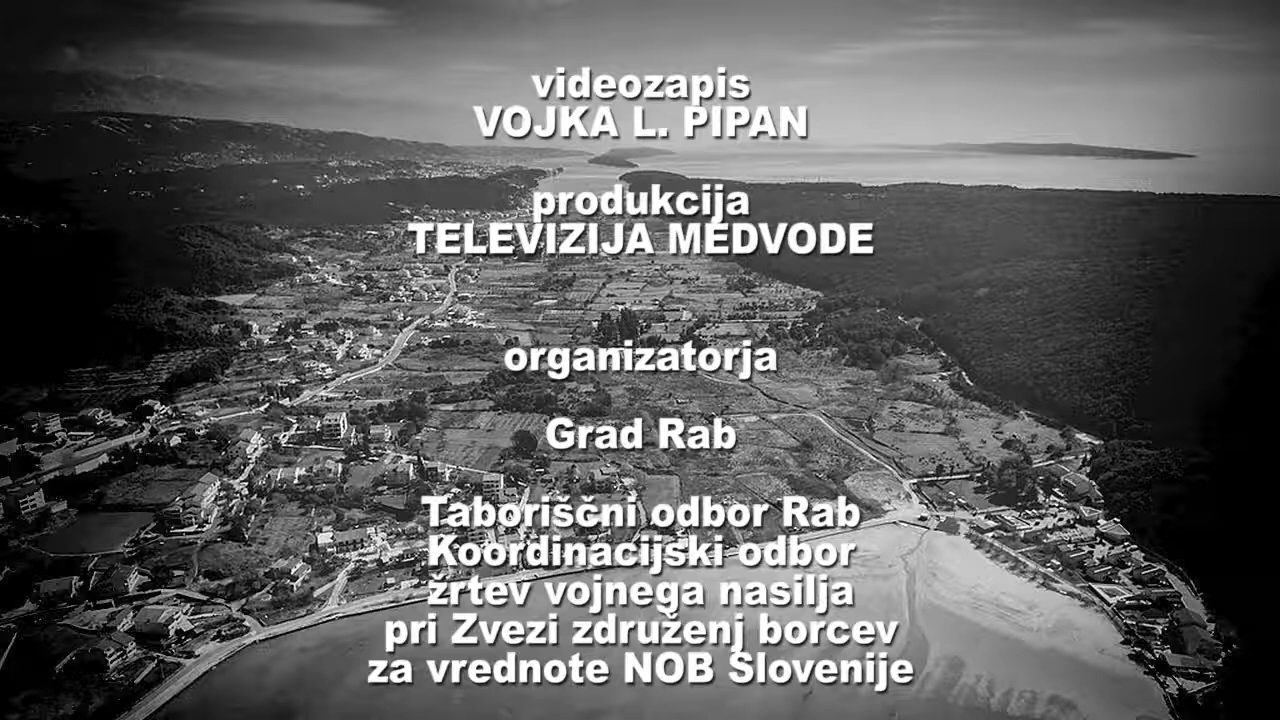 videozapis
VOJKA L. PIPAN
produkcija
TELEVIZIJA MEDVODE
organizatorja
Grad Rab
Taboriščni odbor Rab
Koordinacijski odbor
žrtev vojnega nasilja
pri Zvezi združenj borcev
za vrednote NOB Slovenije